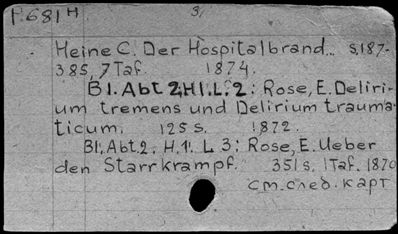 P.681 H 3,
Heine C. Der Hospitalbrand... s.187-
385, 7 Taf. 1874.
Bl. Abt 2, H1. L. 2: Rose, E. Deliri-
um tremens und Delirium trauma-
ticum. 125 s. 1872.
Bl. Abt. 2. H. 1. L 3: Rose, E. Ueber
den Starrkrampf. 351 s. 1 Taf. 1870
см. след. карт